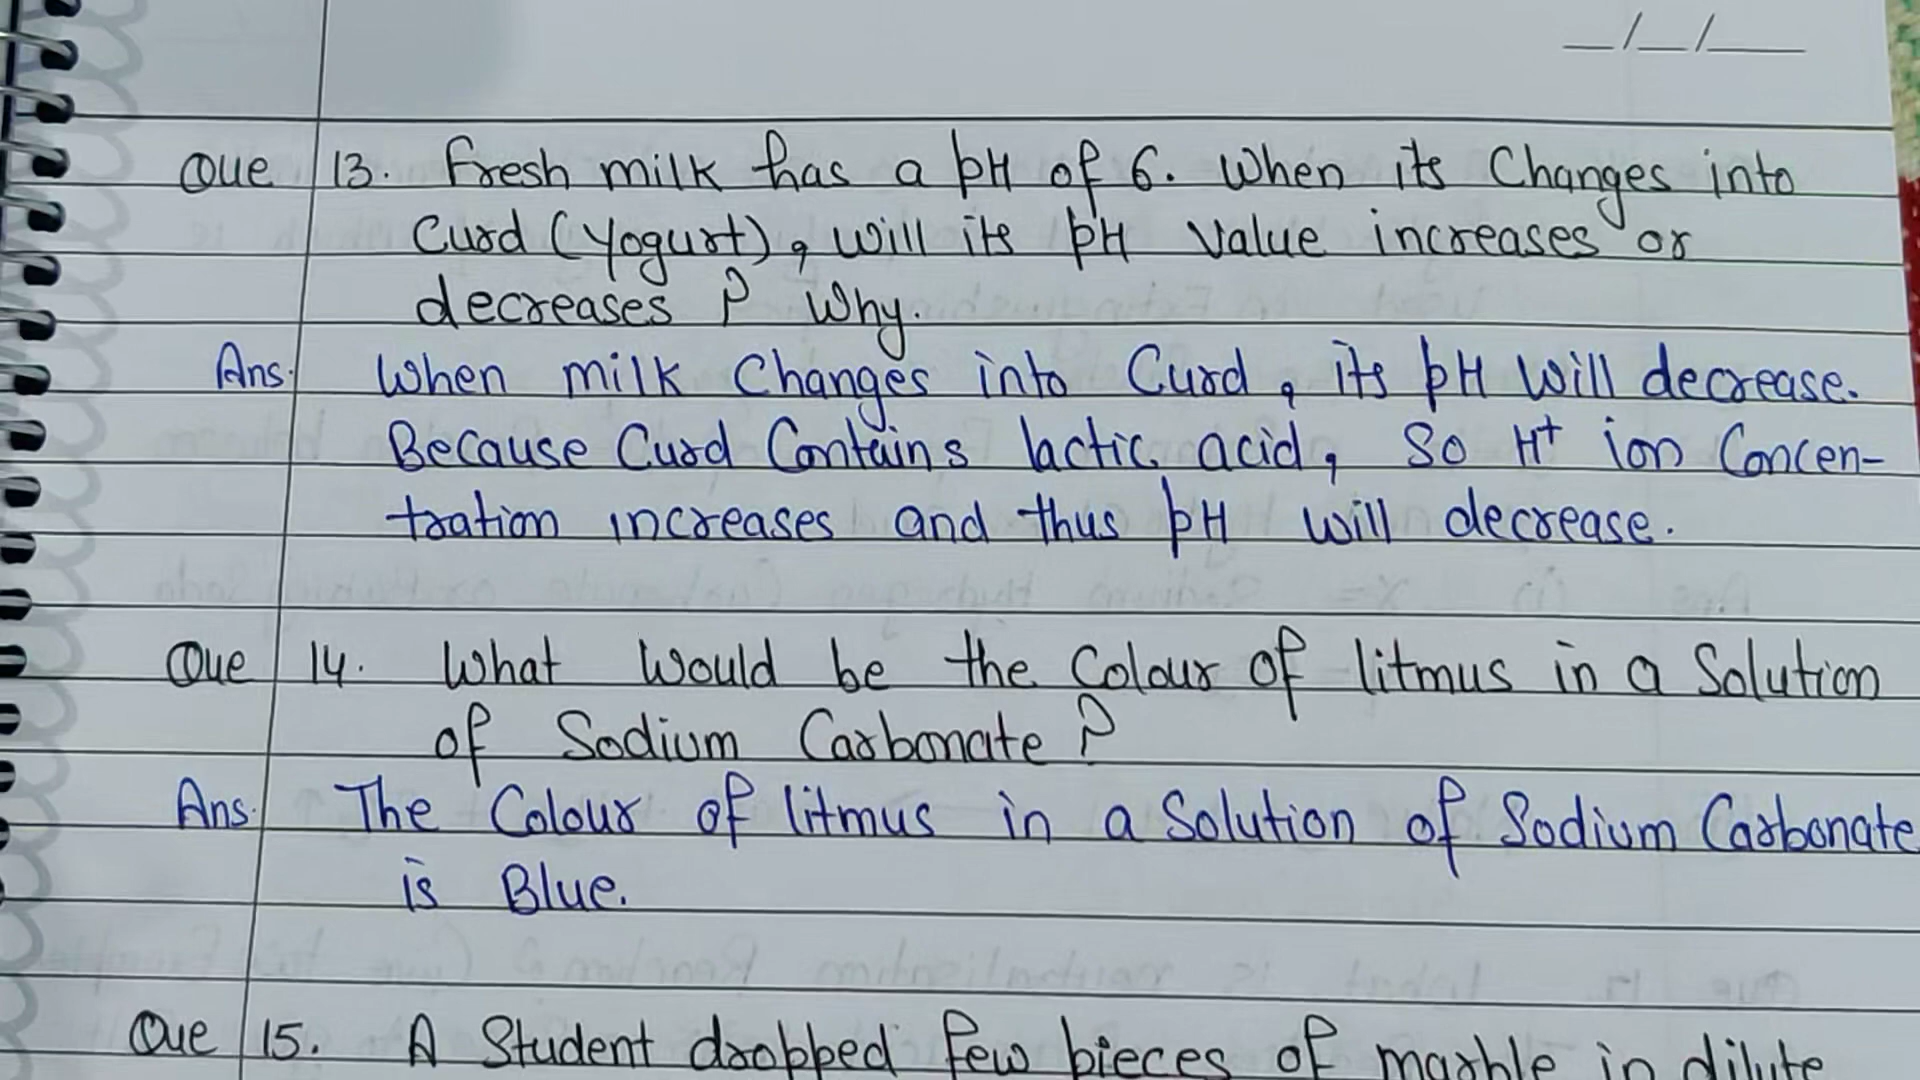 __/__/____
Que 13. Fresh milk has a pH of 6. When its Changes into
Curd (Yogurt), will its pH value increases or
decreases ? Why.
Ans. When milk Changes into Curd, its pH will decrease.
Because Curd Contains lactic acid, So H⁺ ion Concen-
tration increases and thus pH will decrease.
Que 14. What would be the Colour of litmus in a Solution
of Sodium Carbonate ?
Ans. The Colour of litmus in a Solution of Sodium Carbonate
is Blue.
Que 15. A Student dropped few pieces of marble in dilute